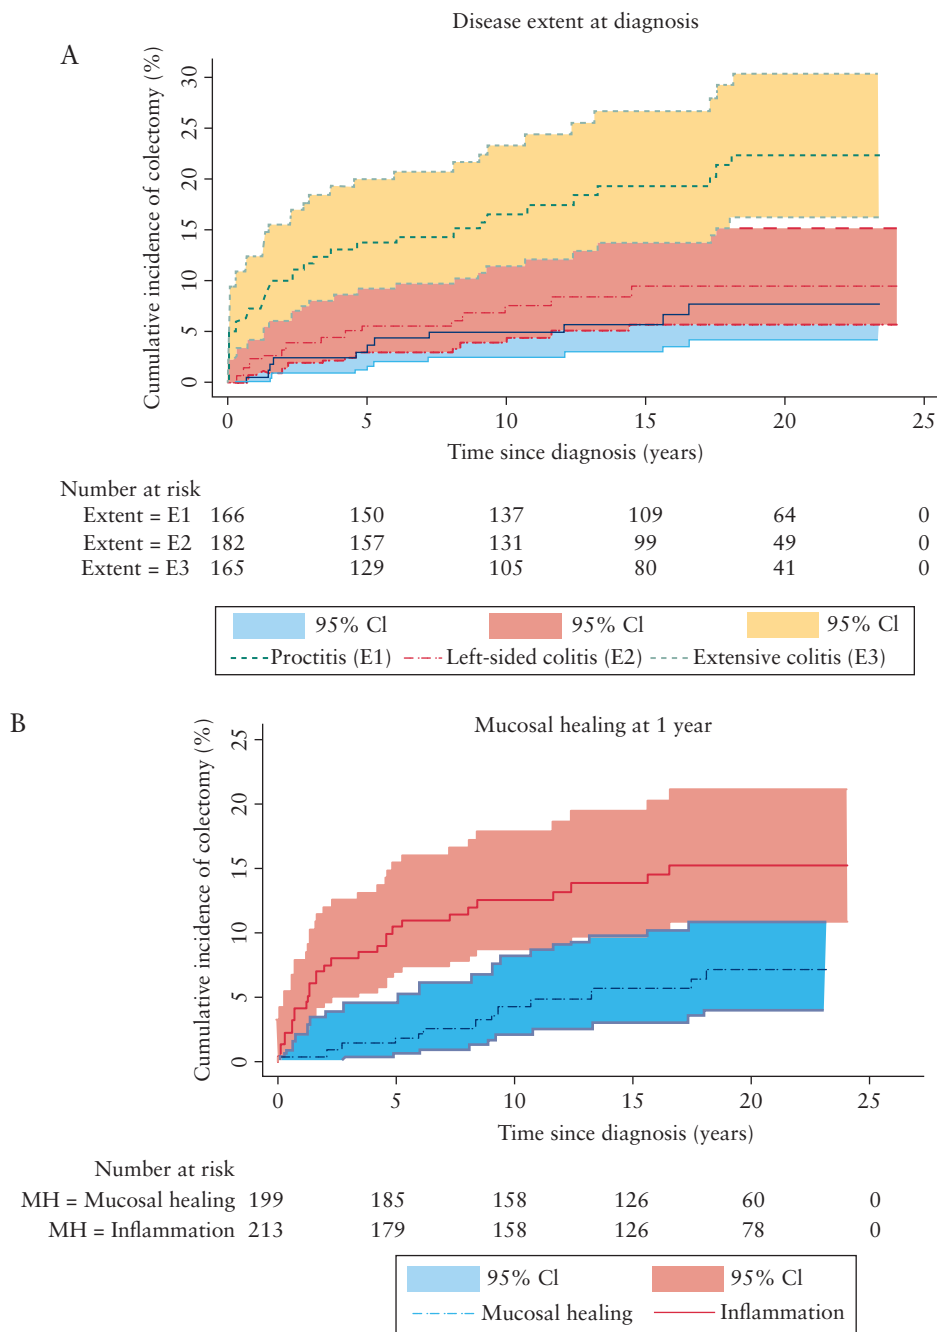 Disease extent at diagnosis
A
Cumulative incidence of colectomy (%)
30
25
20
15
10
5
0
0 5 10 15 20 25
Time since diagnosis (years)
Number at risk
Extent = E1 166 150 137 109 64 0
Extent = E2 182 157 131 99 49 0
Extent = E3 165 129 105 80 41 0
95% Cl 95% Cl 95% Cl
Proctitis (E1) Left-sided colitis (E2) Extensive colitis (E3)
B
Mucosal healing at 1 year
Cumulative incidence of colectomy (%)
25
20
15
10
5
0
0 5 10 15 20 25
Time since diagnosis (years)
Number at risk
MH = Mucosal healing 199 185 158 126 60 0
MH = Inflammation 213 179 158 126 78 0
95% Cl 95% Cl
Mucosal healing Inflammation